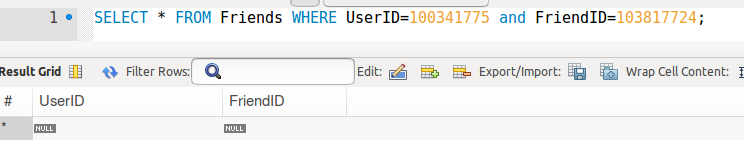 1 SELECT * FROM Friends WHERE UserID=100341775 and FriendID=103817724;
Result Grid Filter Rows: Edit: Export/Import: Wrap Cell Content:
# UserID FriendID
* NULL NULL